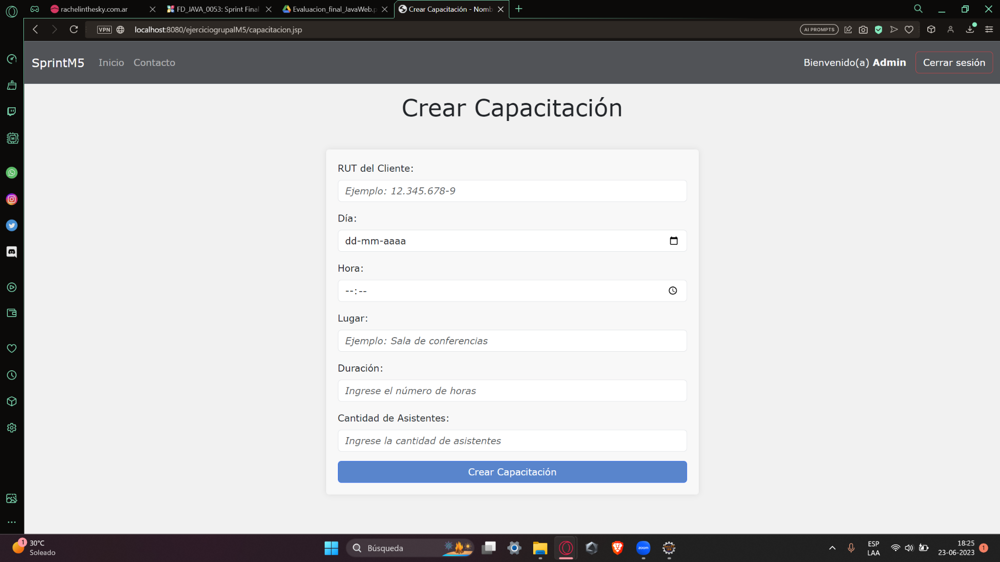 rachelinthesky.com.ar
FD_JAVA_0053: Sprint Final
Evaluacion_final_JavaWeb.p
Crear Capacitación - Nomb
VPN
localhost:8080/ejerciciogrupalM5/capacitacion.jsp
AI PROMPTS
SprintM5
Inicio
Contacto
Bienvenido(a) Admin
Cerrar sesión
Crear Capacitación
RUT del Cliente:
Ejemplo: 12.345.678-9
Día:
dd-mm-aaaa
Hora:
--:--
Lugar:
Ejemplo: Sala de conferencias
Duración:
Ingrese el número de horas
Cantidad de Asistentes:
Ingrese la cantidad de asistentes
Crear Capacitación
1
30°C
Soleado
Búsqueda
zoom
ESP
LAA
18:25
23-06-2023
1